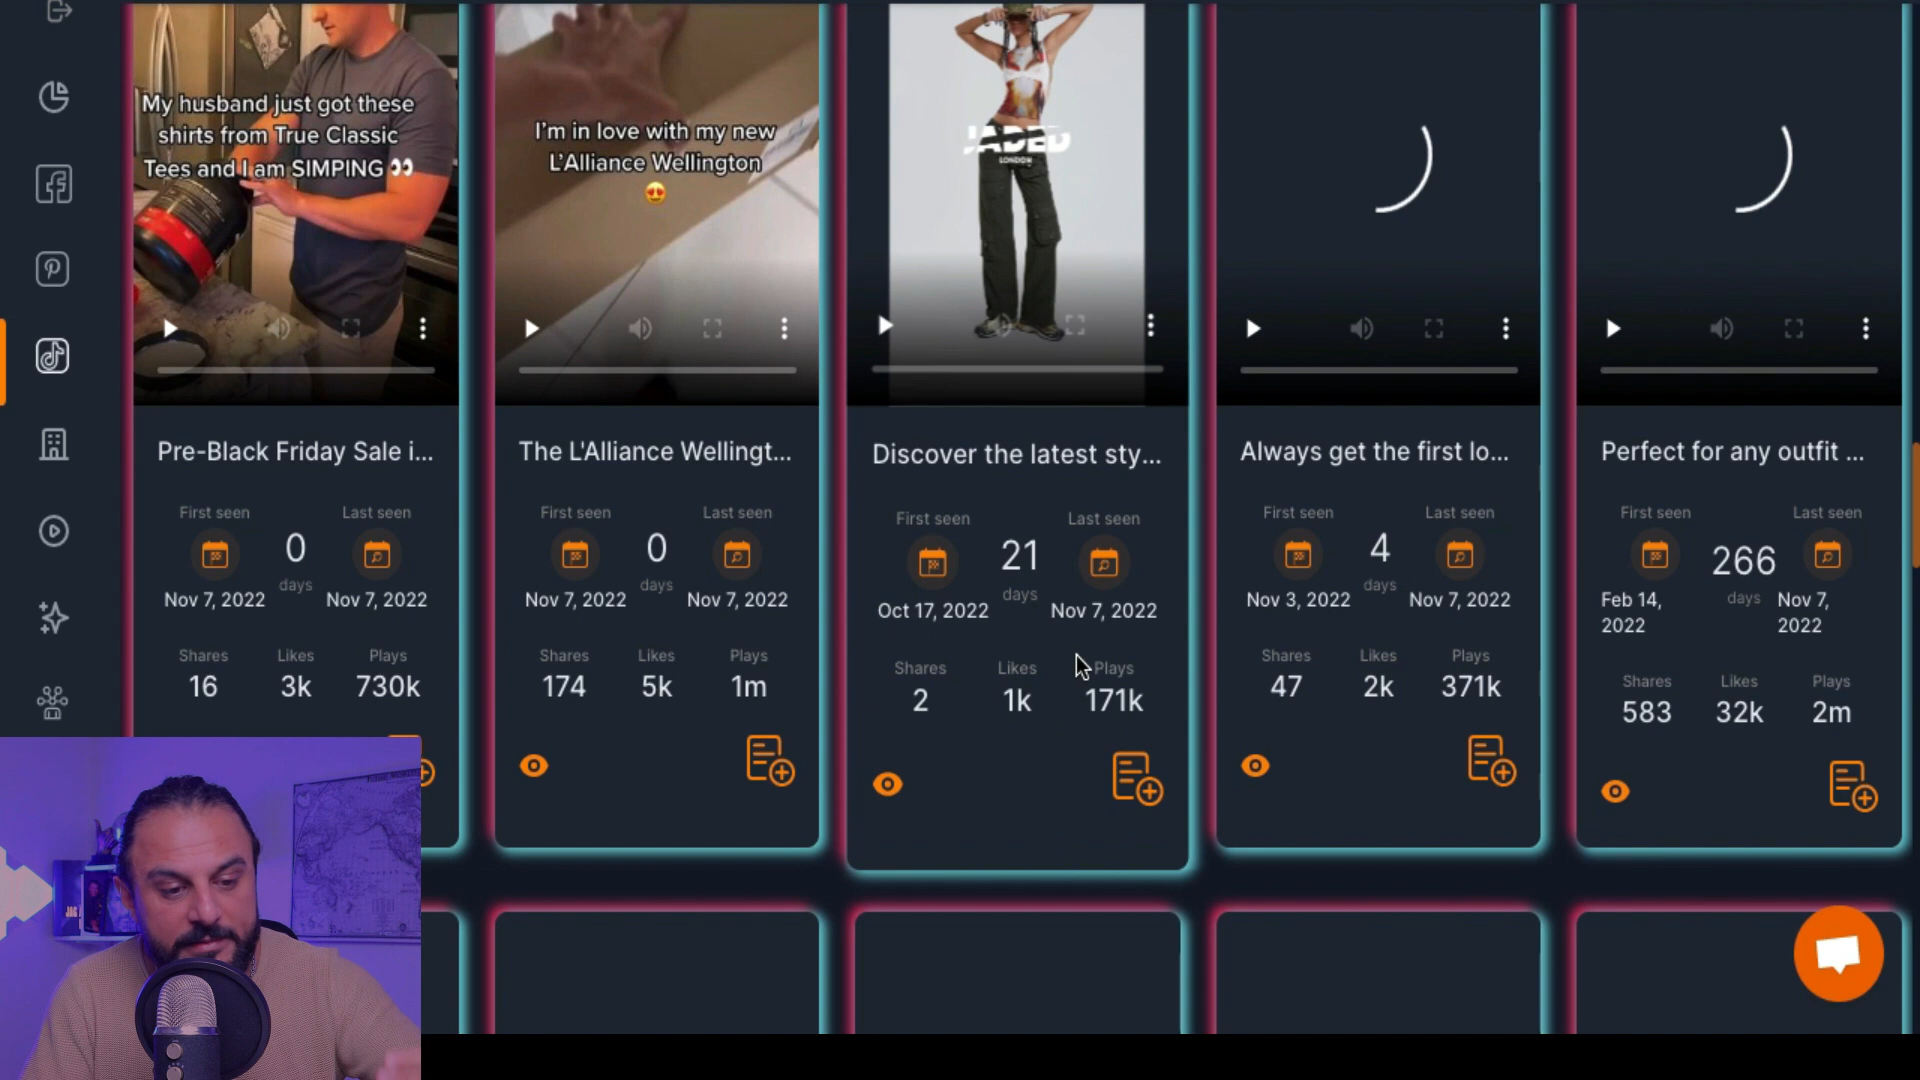 My husband just got these
shirts from True Classic
Tees and I am SIMPING 👀
I'm in love with my new
L'Alliance Wellington
😍
JADED
LONDON
Pre-Black Friday Sale i...
First seen
Last seen
0
days
Nov 7, 2022
Nov 7, 2022
Shares
Likes
Plays
16
3k
730k
The L'Alliance Wellingt...
First seen
Last seen
0
days
Nov 7, 2022
Nov 7, 2022
Shares
Likes
Plays
174
5k
1m
Discover the latest sty...
First seen
Last seen
21
days
Oct 17, 2022
Nov 7, 2022
Shares
Likes
Plays
2
1k
171k
Always get the first lo...
First seen
Last seen
4
days
Nov 3, 2022
Nov 7, 2022
Shares
Likes
Plays
47
2k
371k
Perfect for any outfit ...
First seen
Last seen
266
days
Feb 14,
2022
Nov 7,
2022
Shares
Likes
Plays
583
32k
2m